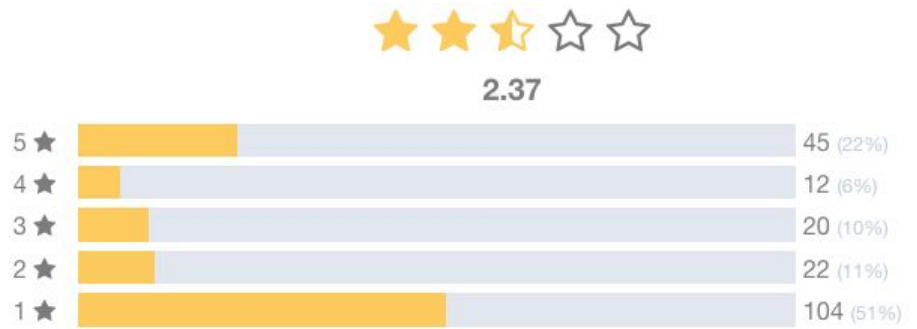 2.37
5 ★ 45 (22%)
4 ★ 12 (6%)
3 ★ 20 (10%)
2 ★ 22 (11%)
1 ★ 104 (51%)